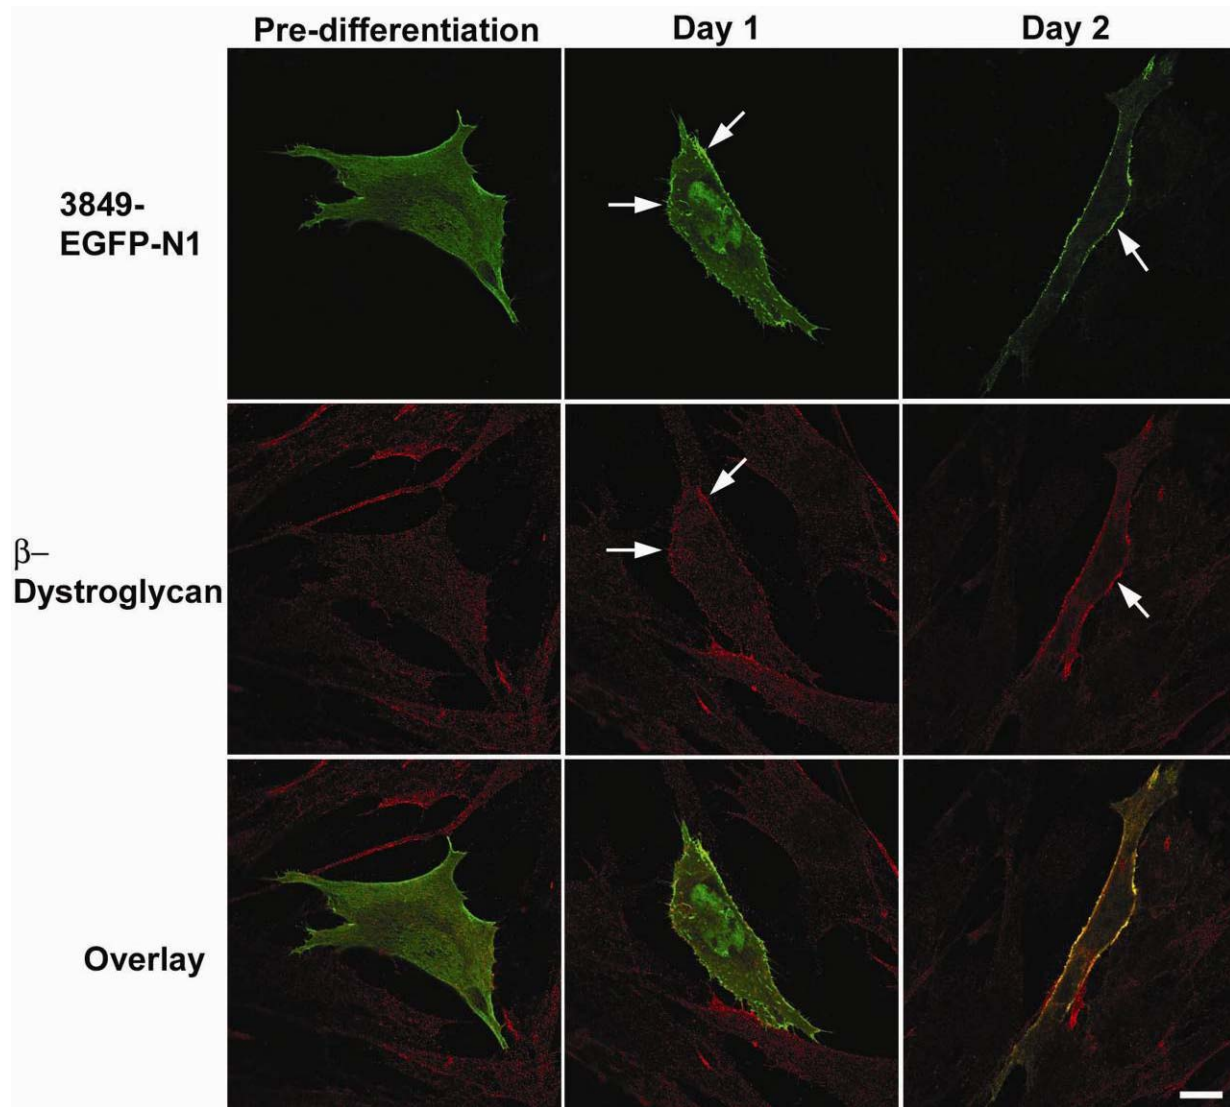 Pre-differentiation Day 1 Day 2
3849-
EGFP-N1
β–
Dystroglycan
Overlay